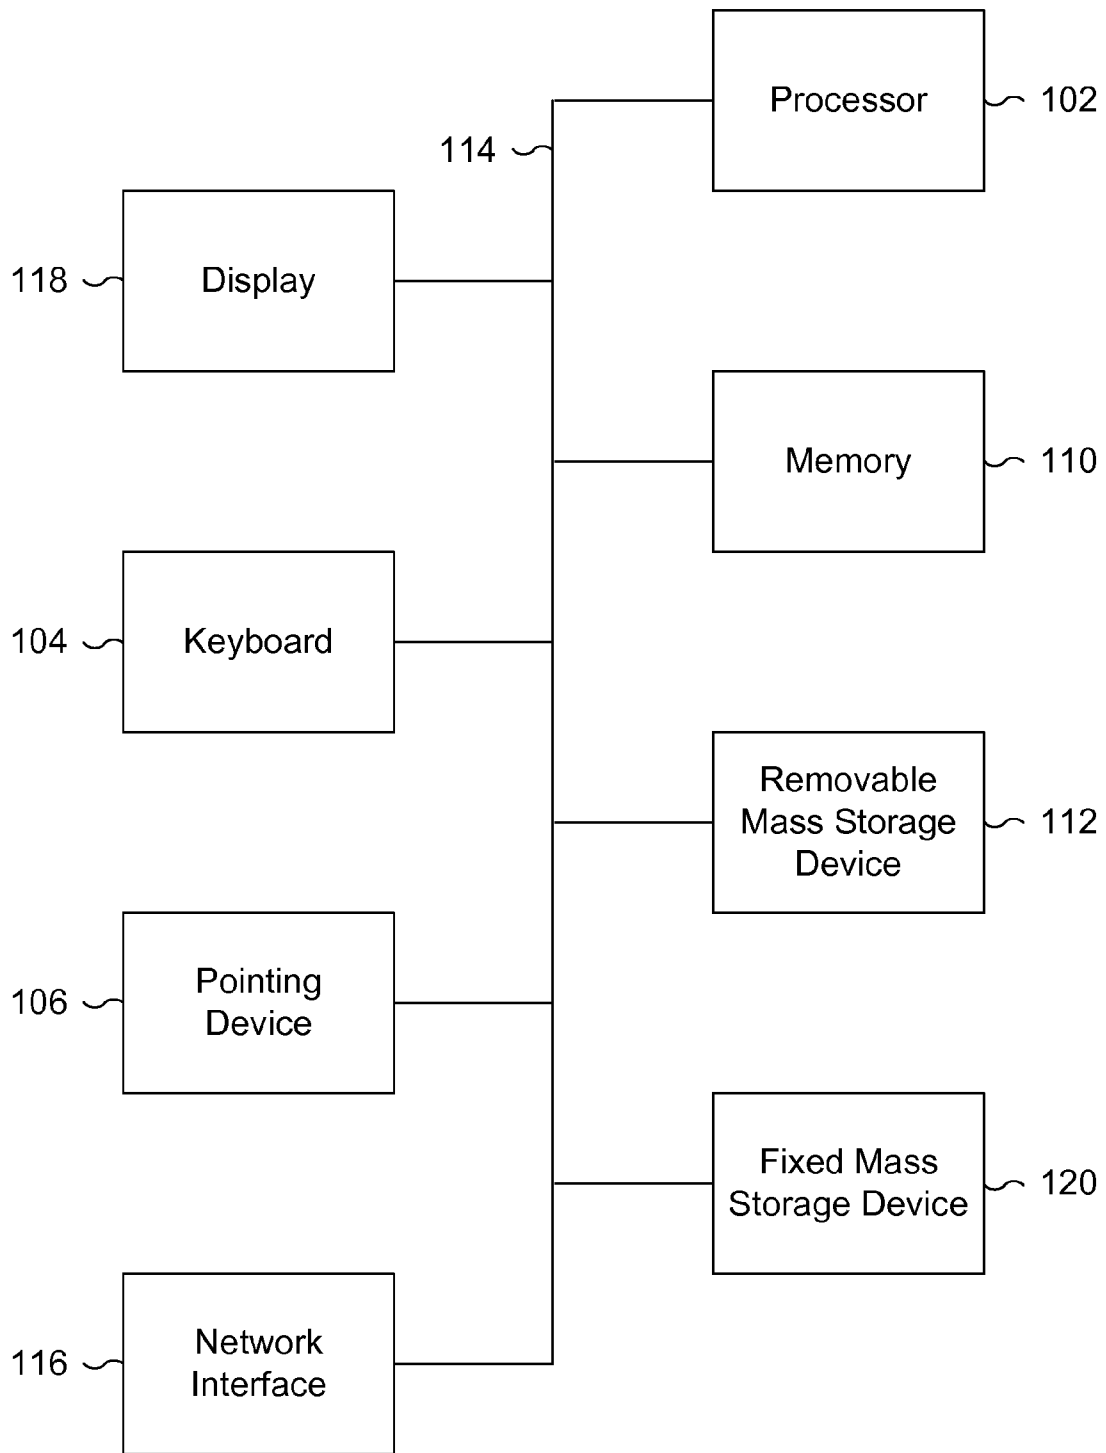 Processor
102
114
118
Display
Memory
110
104
Keyboard
Removable
Mass Storage
Device
112
106
Pointing
Device
Fixed Mass
Storage Device
120
116
Network
Interface